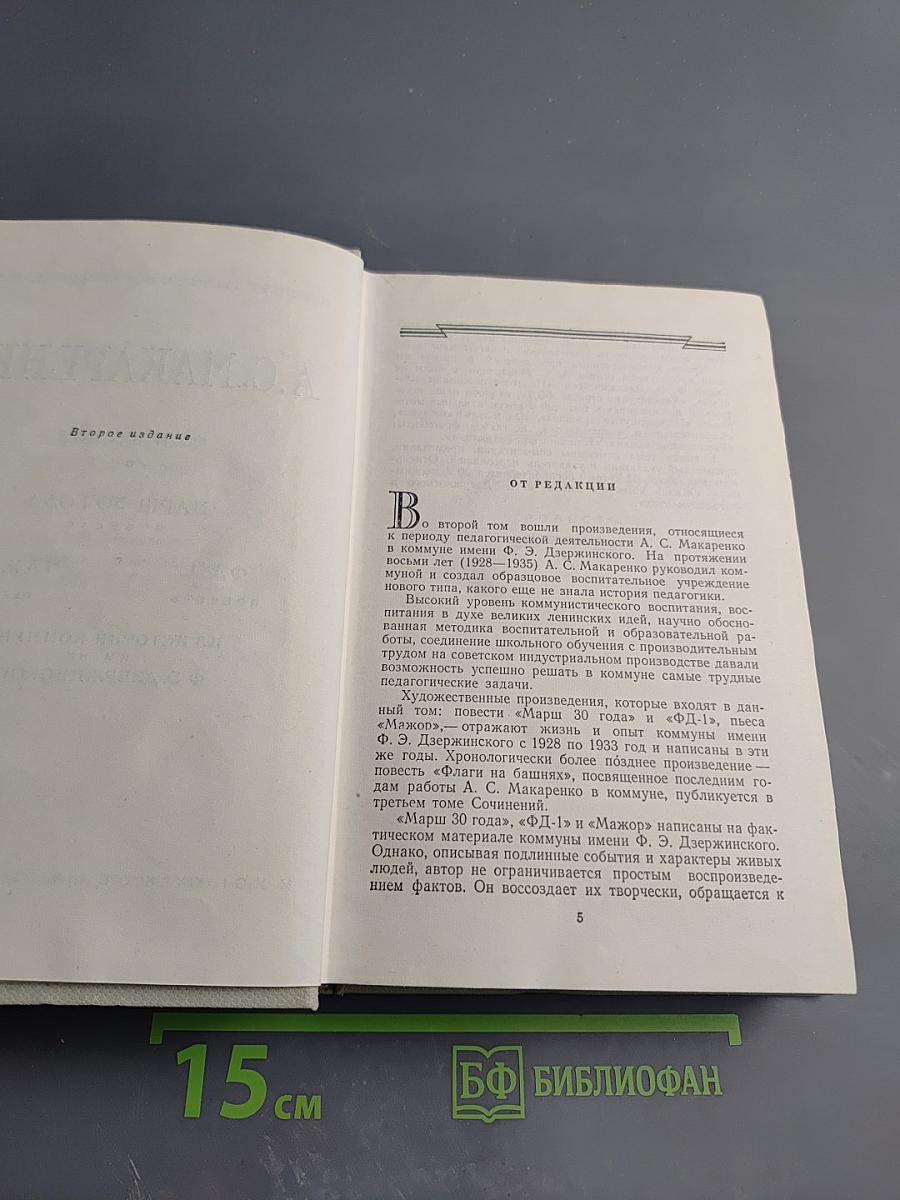 Второе издание
ОТ РЕДАКЦИИ
Во второй том вошли произведения, относящиеся
к периоду педагогической деятельности А. С. Макаренко
в коммуне имени Ф. Э. Дзержинского. На протяжении
восьми лет (1928—1935) А. С. Макаренко руководил ком-
муной и создал образцовое воспитательное учреждение
нового типа, какого еще не знала история педагогики.
Высокий уровень коммунистического воспитания, вос-
питания в духе великих ленинских идей, научно обосно-
ванная методика воспитательной и образовательной ра-
боты, соединение школьного обучения с производительным
трудом на советском индустриальном производстве давали
возможность успешно решать в коммуне самые трудные
педагогические задачи.
Художественные произведения, которые входят в дан-
ный том: повести «Марш 30 года» и «ФД-1», пьеса
«Мажор»,— отражают жизнь и опыт коммуны имени
Ф. Э. Дзержинского с 1928 по 1933 год и написаны в эти
же годы. Хронологически более позднее произведение —
повесть «Флаги на башнях», посвященное последним го-
дам работы А. С. Макаренко в коммуне, публикуется в
третьем томе Сочинений.
«Марш 30 года», «ФД-1» и «Мажор» написаны на фак-
тическом материале коммуны имени Ф. Э. Дзержинского.
Однако, описывая подлинные события и характеры живых
людей, автор не ограничивается простым воспроизведе-
нием фактов. Он воссоздает их творчески, обращается к
5
15 см
БФ БИБЛИОФАН